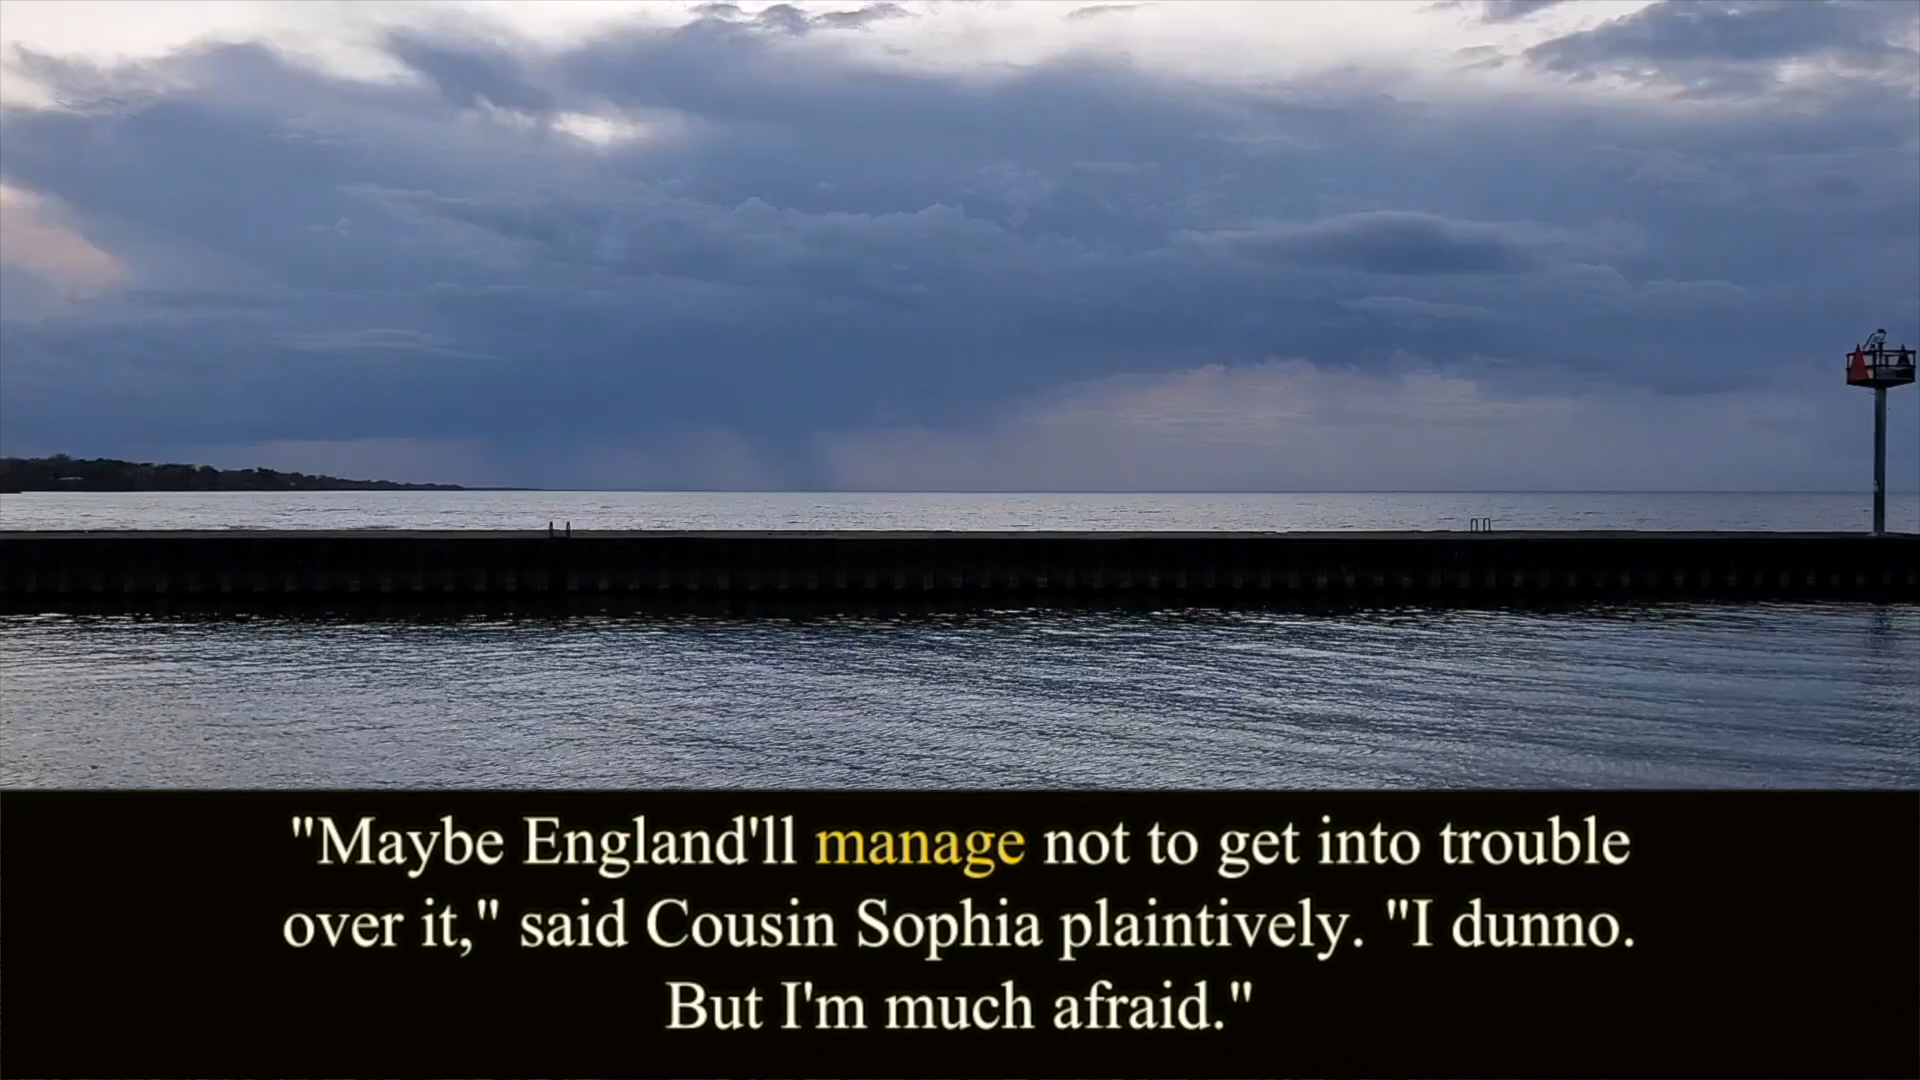 "Maybe England'll manage not to get into trouble
over it," said Cousin Sophia plaintively. "I dunno.
But I'm much afraid."